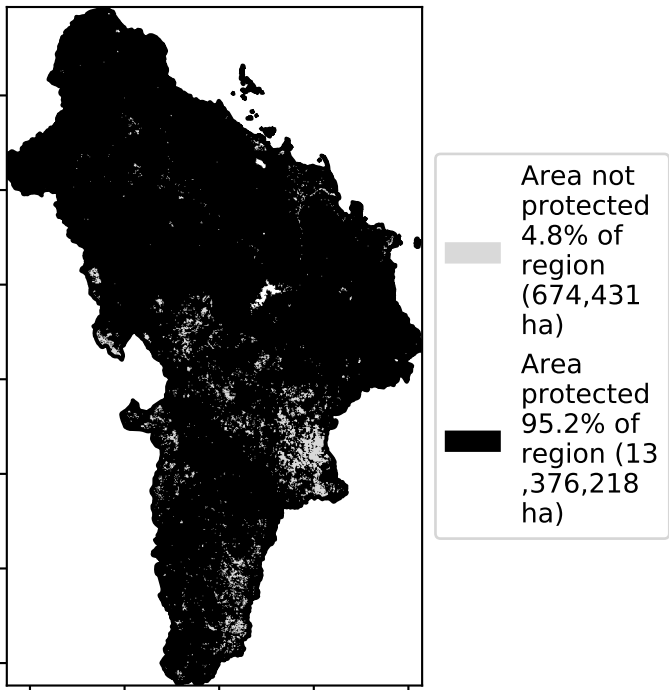 Area not
protected
4.8% of
region
(674,431
ha)
Area
protected
95.2% of
region (13
,376,218
ha)